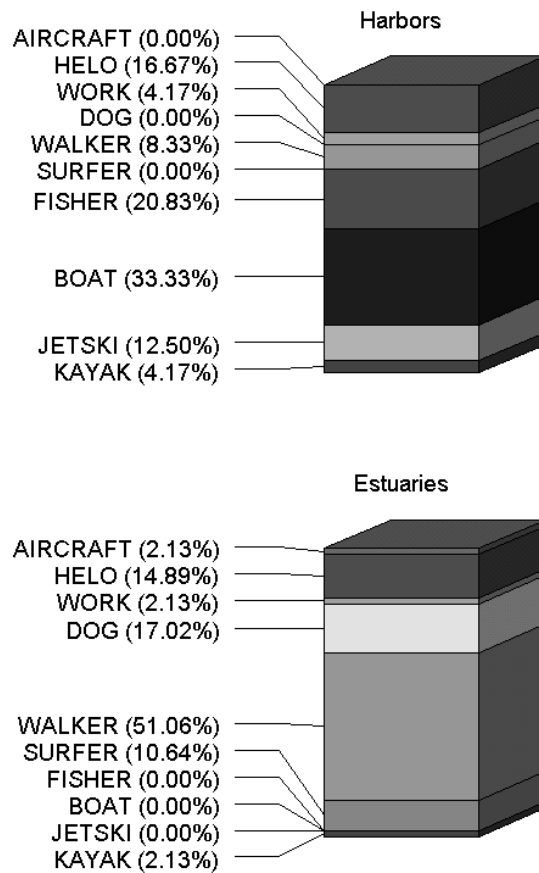 Harbors
AIRCRAFT (0.00%)
HELO (16.67%)
WORK (4.17%)
DOG (0.00%)
WALKER (8.33%)
SURFER (0.00%)
FISHER (20.83%)
BOAT (33.33%)
JETSKI (12.50%)
KAYAK (4.17%)
Estuaries
AIRCRAFT (2.13%)
HELO (14.89%)
WORK (2.13%)
DOG (17.02%)
WALKER (51.06%)
SURFER (10.64%)
FISHER (0.00%)
BOAT (0.00%)
JETSKI (0.00%)
KAYAK (2.13%)